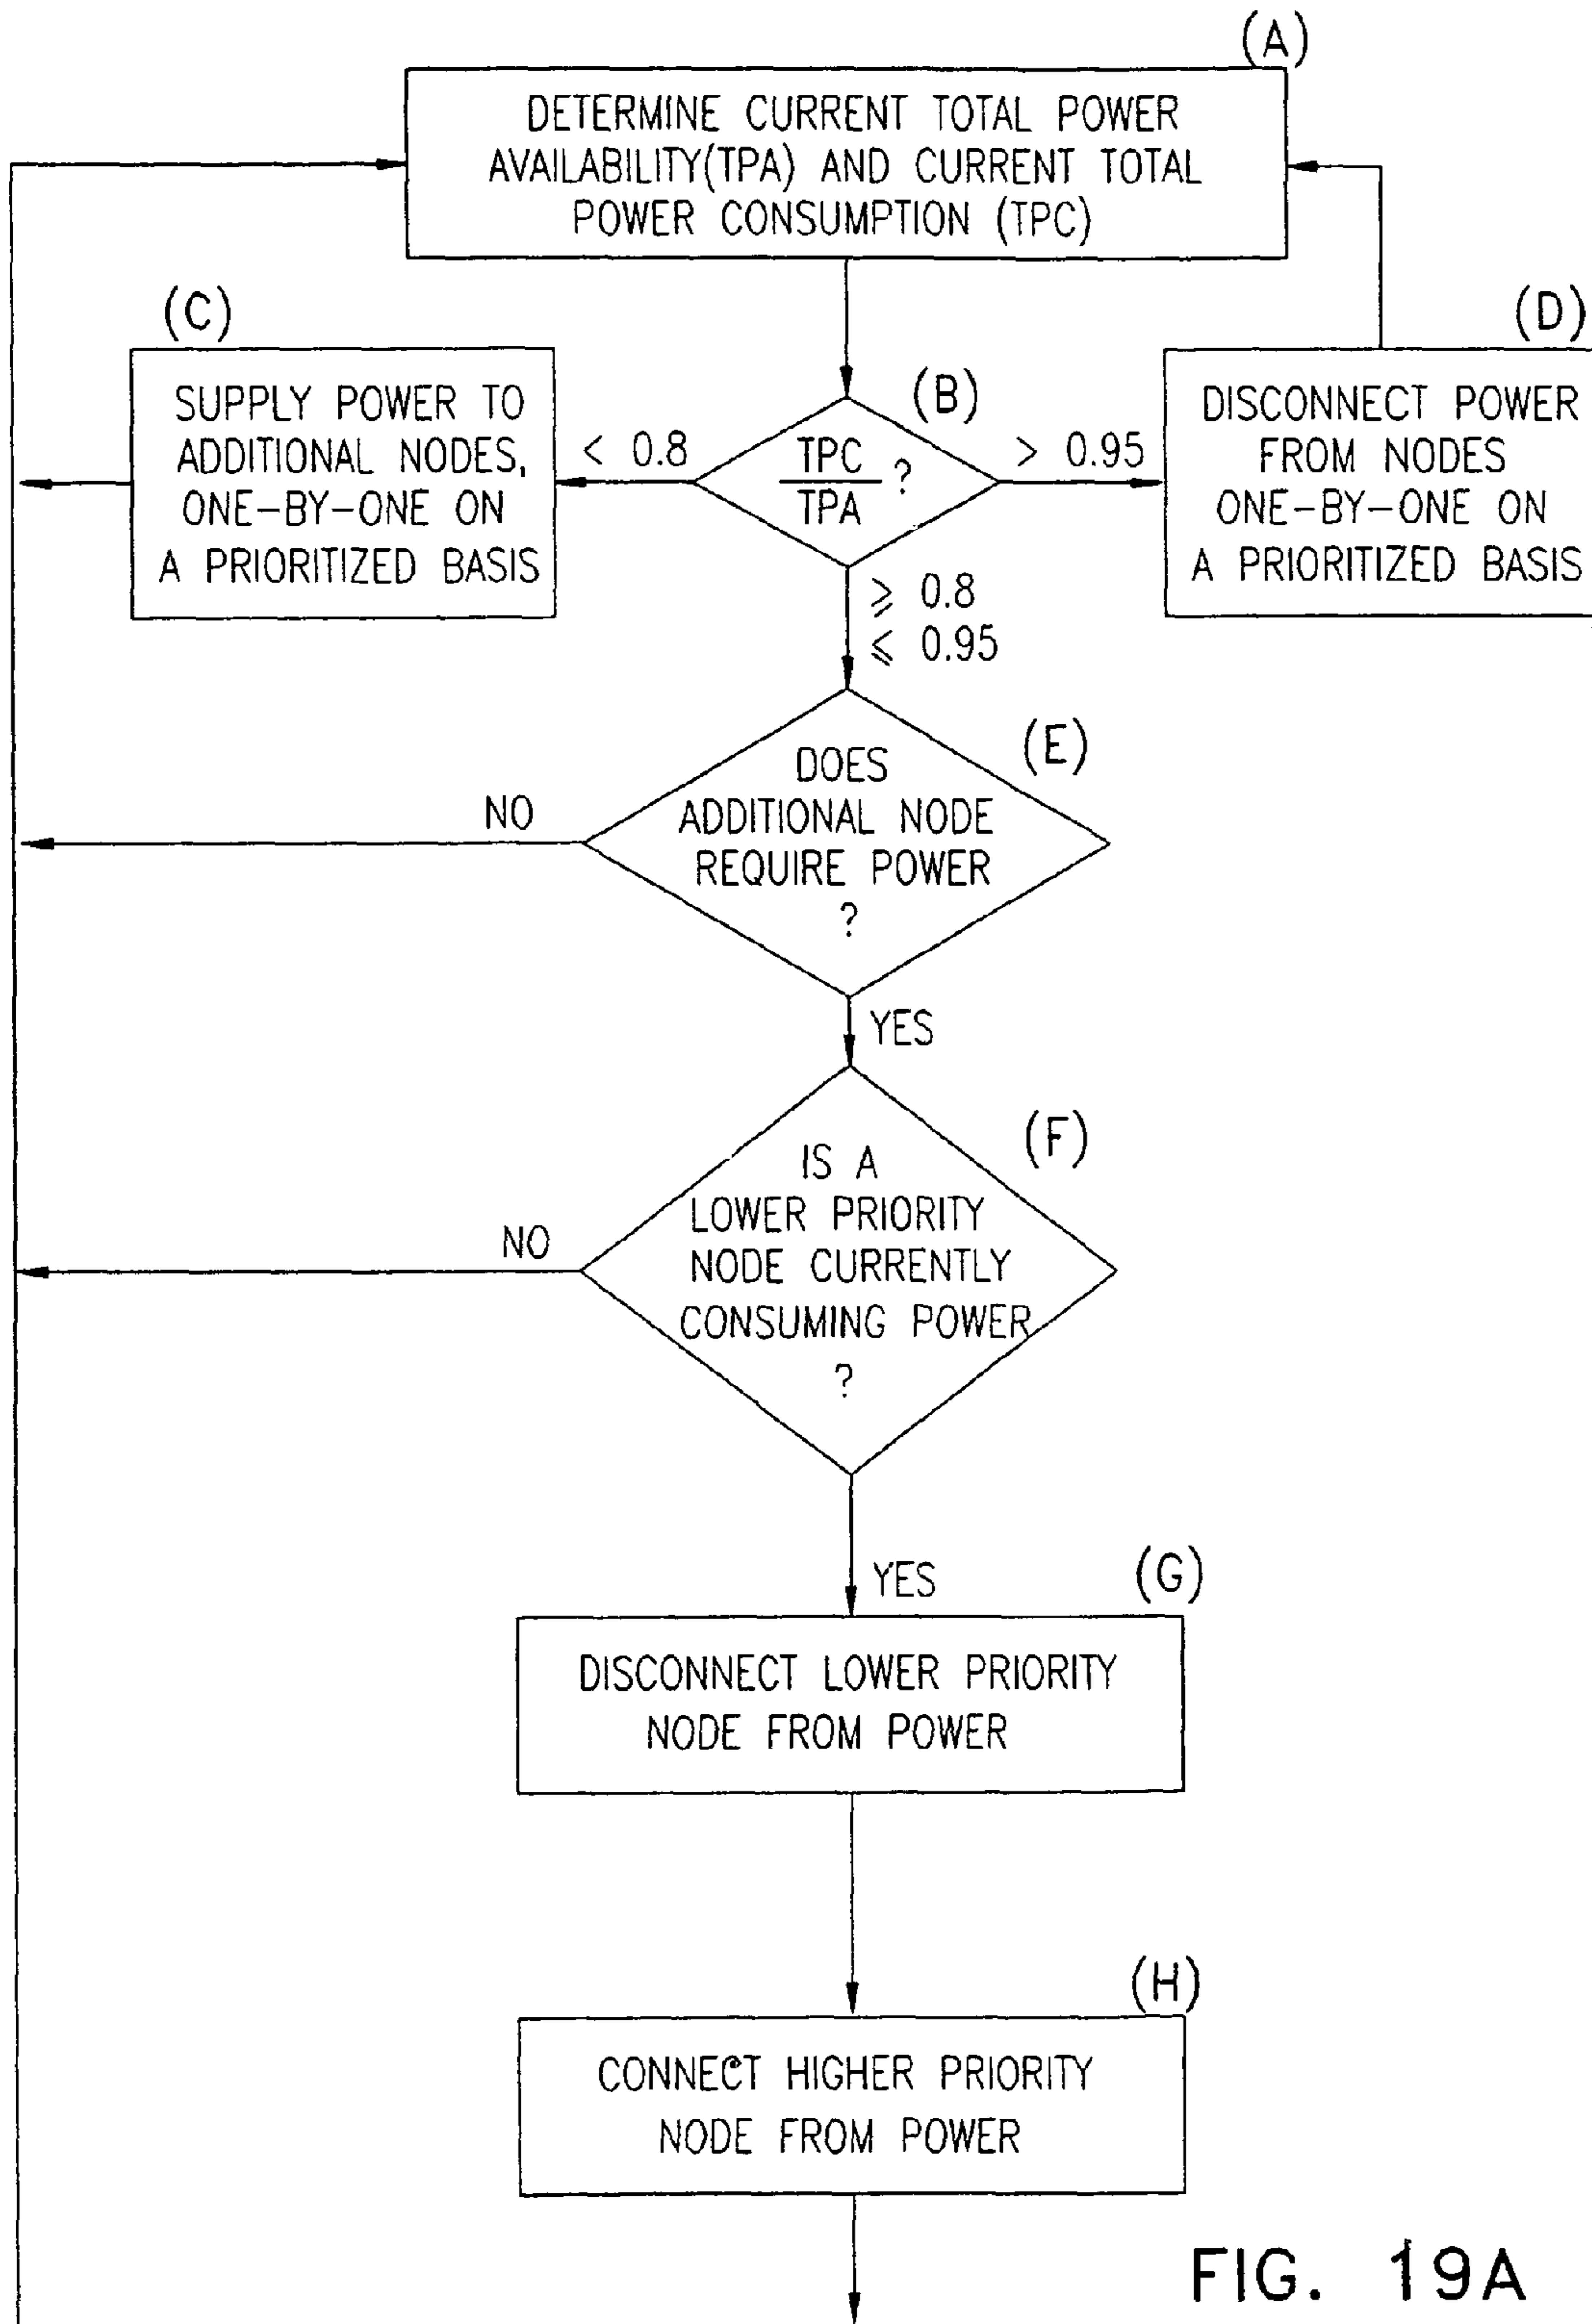 (A)
DETERMINE CURRENT TOTAL POWER
AVAILABILITY(TPA) AND CURRENT TOTAL
POWER CONSUMPTION (TPC)
(C)
SUPPLY POWER TO
ADDITIONAL NODES,
ONE-BY-ONE ON
A PRIORITIZED BASIS
< 0.8
(B)
TPC
TPA
?
> 0.95
(D)
DISCONNECT POWER
FROM NODES
ONE-BY-ONE ON
A PRIORITIZED BASIS
⩾ 0.8
⩽ 0.95
(E)
DOES
ADDITIONAL NODE
REQUIRE POWER
?
NO
YES
(F)
IS A
LOWER PRIORITY
NODE CURRENTLY
CONSUMING POWER
?
NO
YES
(G)
DISCONNECT LOWER PRIORITY
NODE FROM POWER
(H)
CONNECT HIGHER PRIORITY
NODE FROM POWER
FIG. 19A